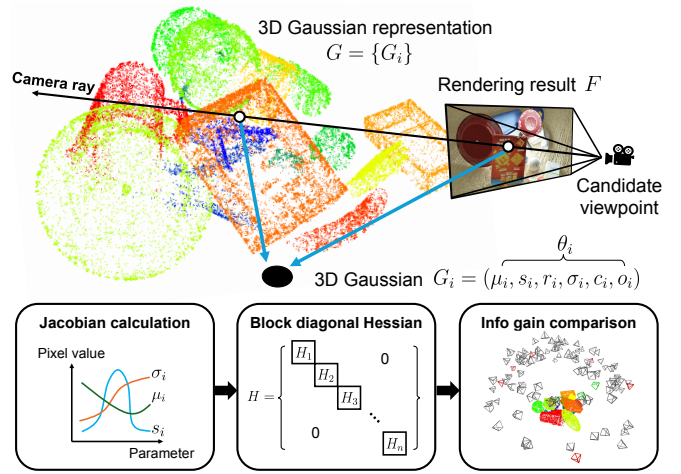 3D Gaussian representation
G = {G_i}
Camera ray
Rendering result F
Candidate
viewpoint
θ_i
3D Gaussian G_i = (μ_i, s_i, r_i, σ_i, c_i, o_i)
Jacobian calculation
Pixel value
σ_i
μ_i
s_i
Parameter
Block diagonal Hessian
H_1
0
H_2
H =
H_3
⋱
0
H_n
Info gain comparison